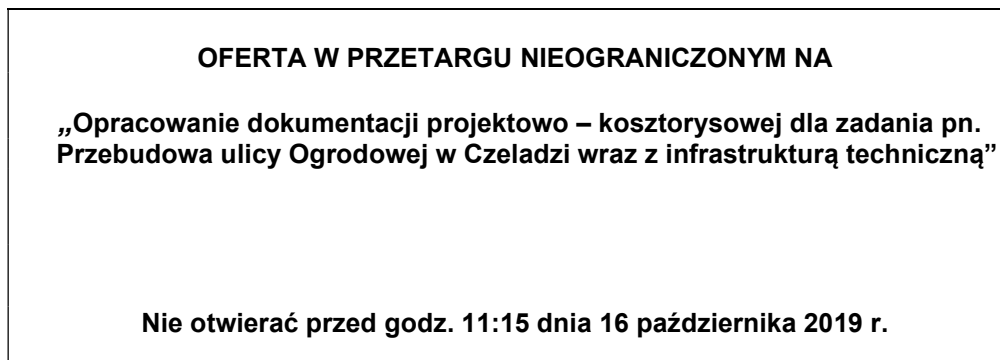 OFERTA W PRZETARGU NIEOGRANICZONYM NA
„Opracowanie dokumentacji projektowo – kosztorysowej dla zadania pn.
Przebudowa ulicy Ogrodowej w Czeladzi wraz z infrastrukturą techniczną”
Nie otwierać przed godz. 11:15 dnia 16 października 2019 r.